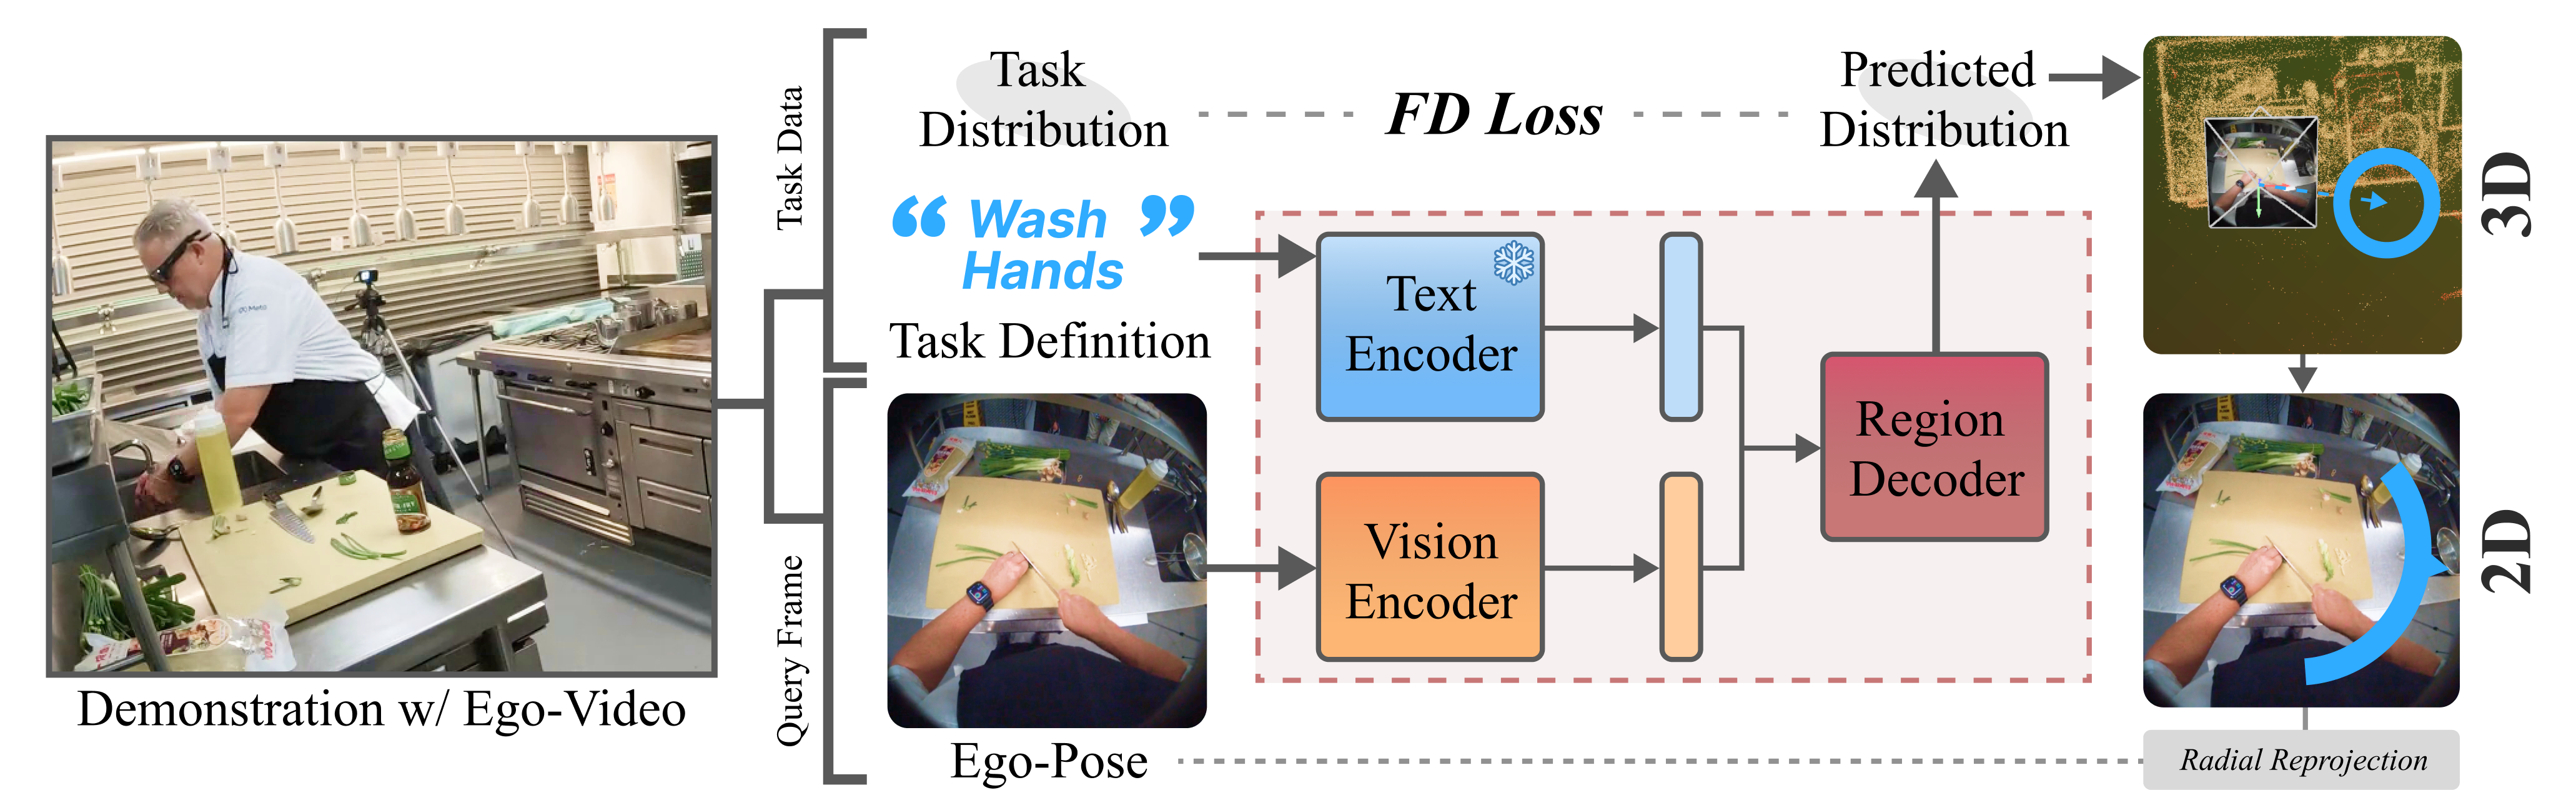 Task Data
Task
Distribution
FD Loss
Predicted
Distribution
3D
“ Wash ”
Hands
Task Definition
Text
Encoder
Vision
Encoder
Region
Decoder
Demonstration w/ Ego-Video
Query Frame
Ego-Pose
2D
Radial Reprojection